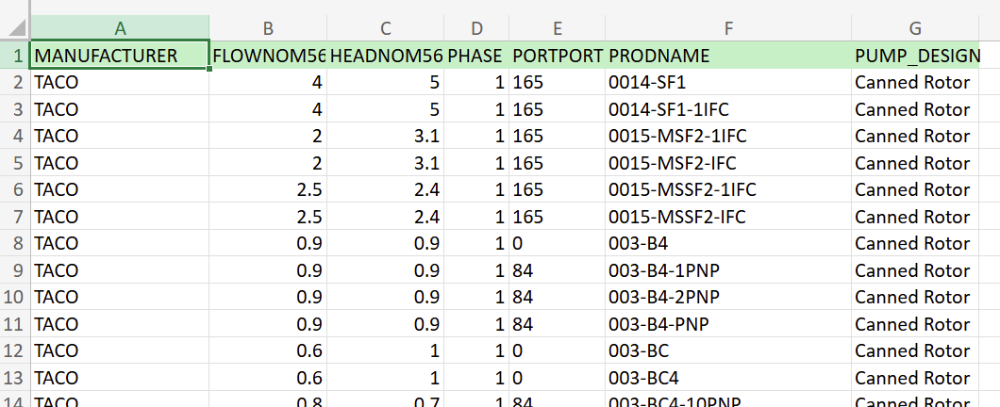 A B C D E F G
1 MANUFACTURER FLOWNOM56 HEADNOM56 PHASE PORTPORT PRODNAME PUMP_DESIGN
2 TACO 4 5 1 165 0014-SF1 Canned Rotor
3 TACO 4 5 1 165 0014-SF1-1IFC Canned Rotor
4 TACO 2 3.1 1 165 0015-MSF2-1IFC Canned Rotor
5 TACO 2 3.1 1 165 0015-MSF2-IFC Canned Rotor
6 TACO 2.5 2.4 1 165 0015-MSSF2-1IFC Canned Rotor
7 TACO 2.5 2.4 1 165 0015-MSSF2-IFC Canned Rotor
8 TACO 0.9 0.9 1 0 003-B4 Canned Rotor
9 TACO 0.9 0.9 1 84 003-B4-1PNP Canned Rotor
10 TACO 0.9 0.9 1 84 003-B4-2PNP Canned Rotor
11 TACO 0.9 0.9 1 84 003-B4-PNP Canned Rotor
12 TACO 0.6 1 1 0 003-BC Canned Rotor
13 TACO 0.6 1 1 0 003-BC4 Canned Rotor
14 TACO 0.8 0.7 1 84 003-BC4-10PNP Canned Rotor